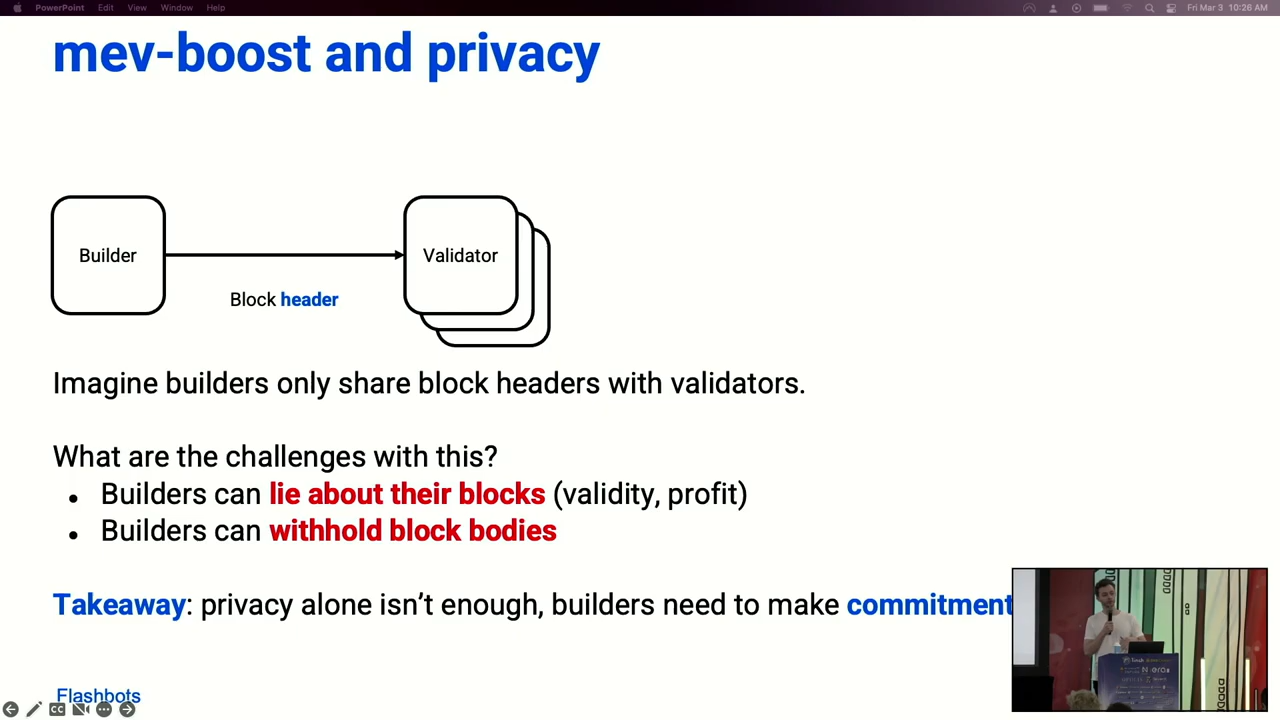 PowerPoint Edit View Window Help Fri Mar 3 10:26 AM
mev-boost and privacy
Builder
Validator
Block header
Imagine builders only share block headers with validators.
What are the challenges with this?
• Builders can lie about their blocks (validity, profit)
• Builders can withhold block bodies
Takeaway: privacy alone isn’t enough, builders need to make commitment
Flashbots
CC